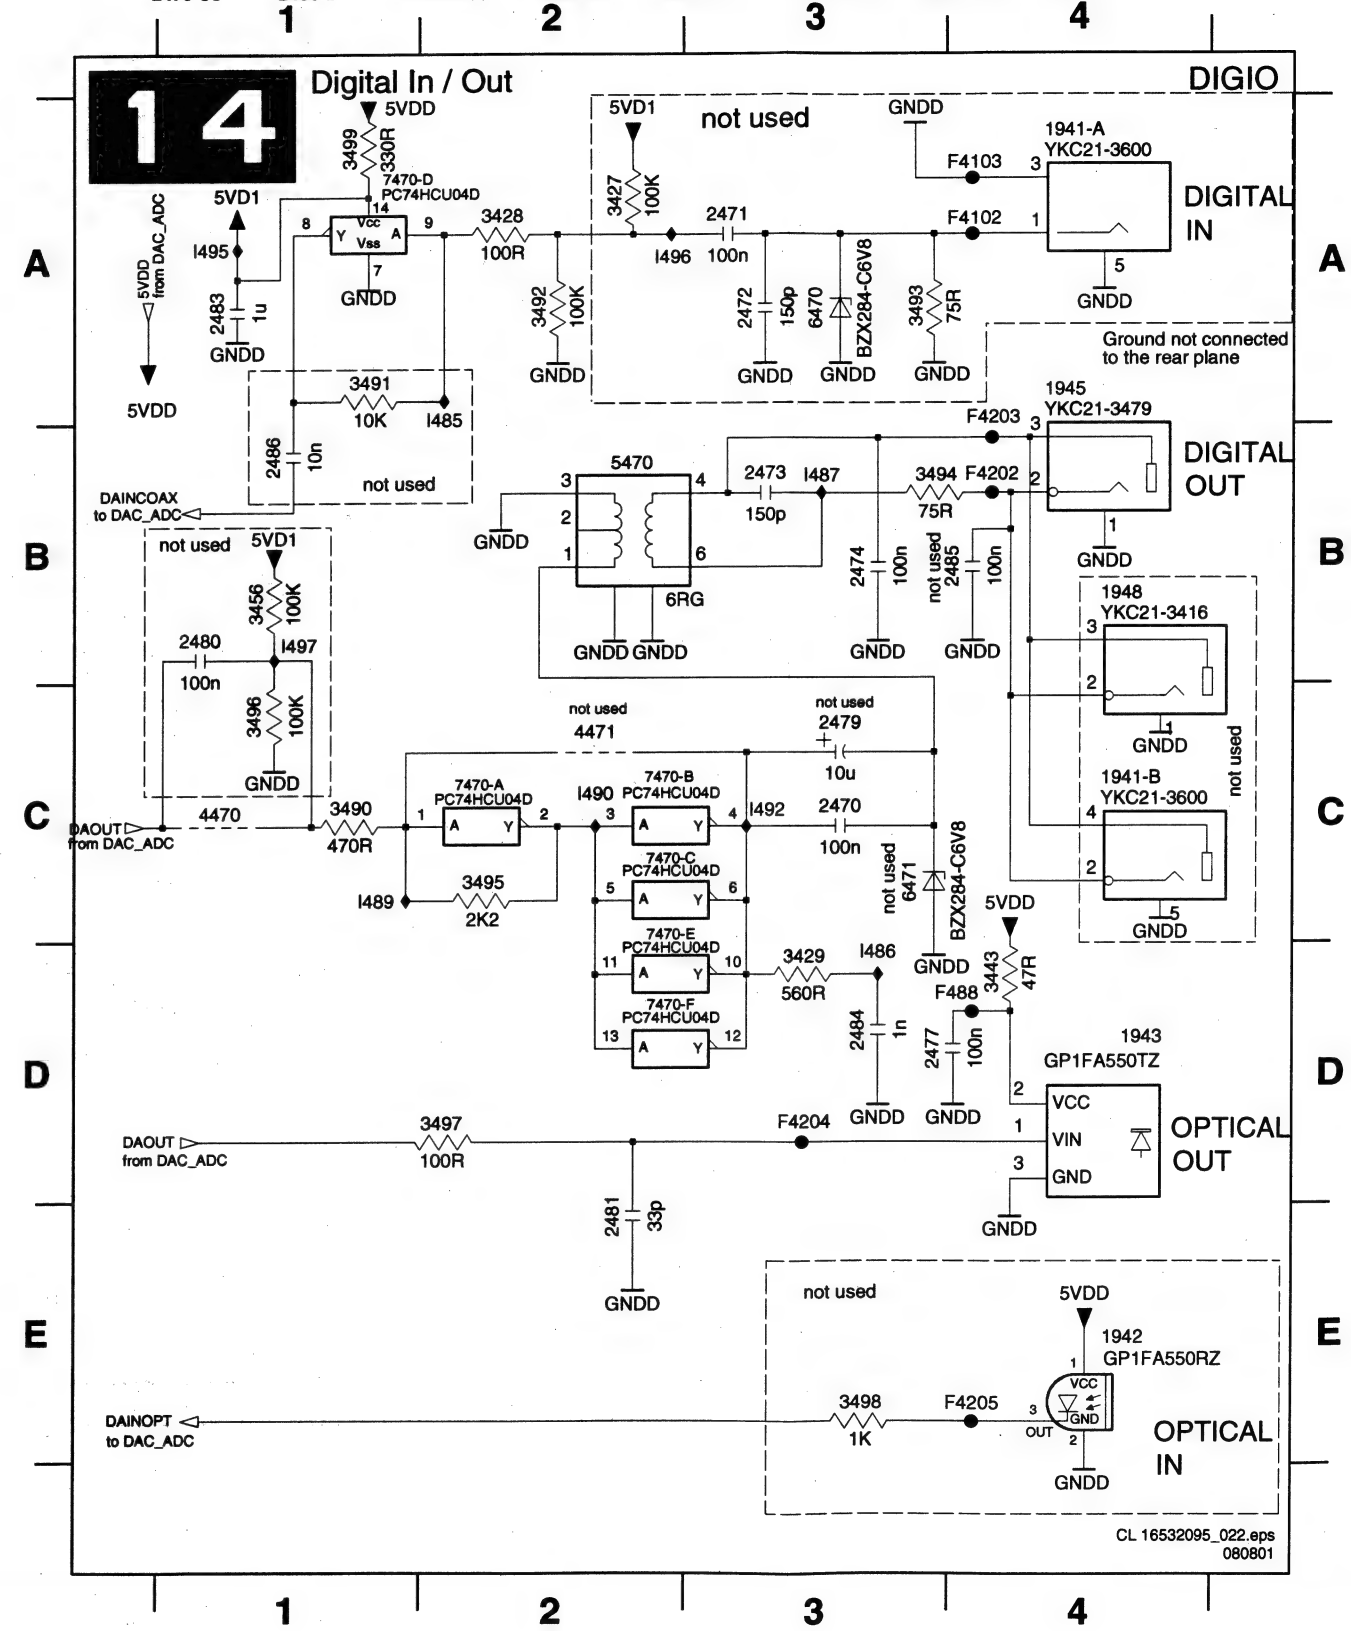 1 2 3 4
14 Digital In / Out DIGIO
5VDD
3499 330R
7470-D
PC74HCU04D
5VD1
I495
2483 1u
GNDD
5VDD
from DAC_ADC
5VDD
8 Y Vcc 14 A 9
Vss
7
GNDD
3428
100R
3492 100K
GNDD
5VD1
not used
3427 100K
I496
2471
100n
2472 150p
GNDD
6470 BZX284-C6V8
GNDD
3493 75R
GNDD
GNDD
F4103
F4102
1941-A
YKC21-3600
3
1
5
GNDD
DIGITAL
IN
A A
Ground not connected
to the rear plane
3491
10K
I485
2486 10n
not used
DAINCOAX
to DAC_ADC
1945
YKC21-3479
F4203
3
F4202
2
1
GNDD
DIGITAL
OUT
5470
3 4
2
1 6
6RG
GNDD
GNDD GNDD
2473
150p
I487
3494
75R
2474 100n
GNDD
not used
2485 100n
GNDD
B B
not used
5VD1
3456 100K
2480
100n
I497
3496 100K
GNDD
1948
YKC21-3416
3
2
1
GNDD
not used
1941-B
YKC21-3600
4
2
5
GNDD
not used
4471
not used
2479
+
10u
C C
DAOUT
from DAC_ADC
4470
3490
470R
7470-A
PC74HCU04D
1 A Y 2
I489
3495
2K2
I490
7470-B
PC74HCU04D
3 A Y 4
I492
7470-C
PC74HCU04D
5 A Y 6
7470-E
PC74HCU04D
11 A Y 10
7470-F
PC74HCU04D
13 A Y 12
2470
100n
not used
6471 BZX284-C6V8
GNDD
3429
560R
I486
2484 1n
GNDD
5VDD
3443 47R
F488
2477 100n
GNDD
D D
1943
GP1FA550TZ
2 VCC
1 VIN
3 GND
GNDD
OPTICAL
OUT
DAOUT
from DAC_ADC
3497
100R
F4204
2481 33p
GNDD
E E
not used
5VDD
1942
GP1FA550RZ
1
VCC
GND
3
OUT
2
GNDD
OPTICAL
IN
DAINOPT
to DAC_ADC
3498
1K
F4205
CL 16532095_022.eps
080801
1 2 3 4